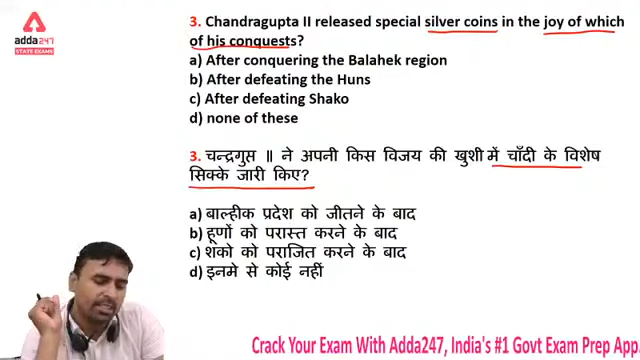 adda247
STATE EXAMS
3. Chandragupta II released special silver coins in the joy of which
of his conquests?
a) After conquering the Balahek region
b) After defeating the Huns
c) After defeating Shako
d) none of these
3. चन्द्रगुप्त ॥ ने अपनी किस विजय की खुशी में चाँदी के विशेष
सिक्के जारी किए?
a) बाल्हीक प्रदेश को जीतने के बाद
b) हूणों को परास्त करने के बाद
c) शको को पराजित करने के बाद
d) इनमे से कोई नहीं
Crack Your Exam With Adda247, India's #1 Govt Exam Prep App